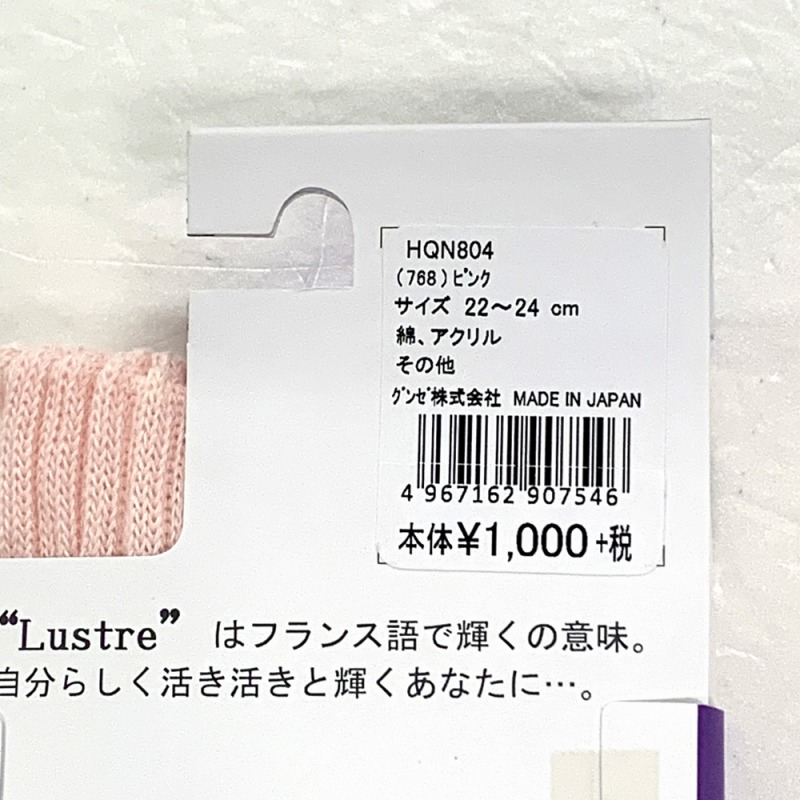 HQN804
(768)ﾋﾟﾝｸ
サイズ 22～24 cm
綿、アクリル
その他
ｸﾞﾝｾﾞ株式会社 MADE IN JAPAN
4 967162 907546
本体¥1,000+税
“Lustre” はフランス語で輝くの意味。
自分らしく活き活きと輝くあなたに…。